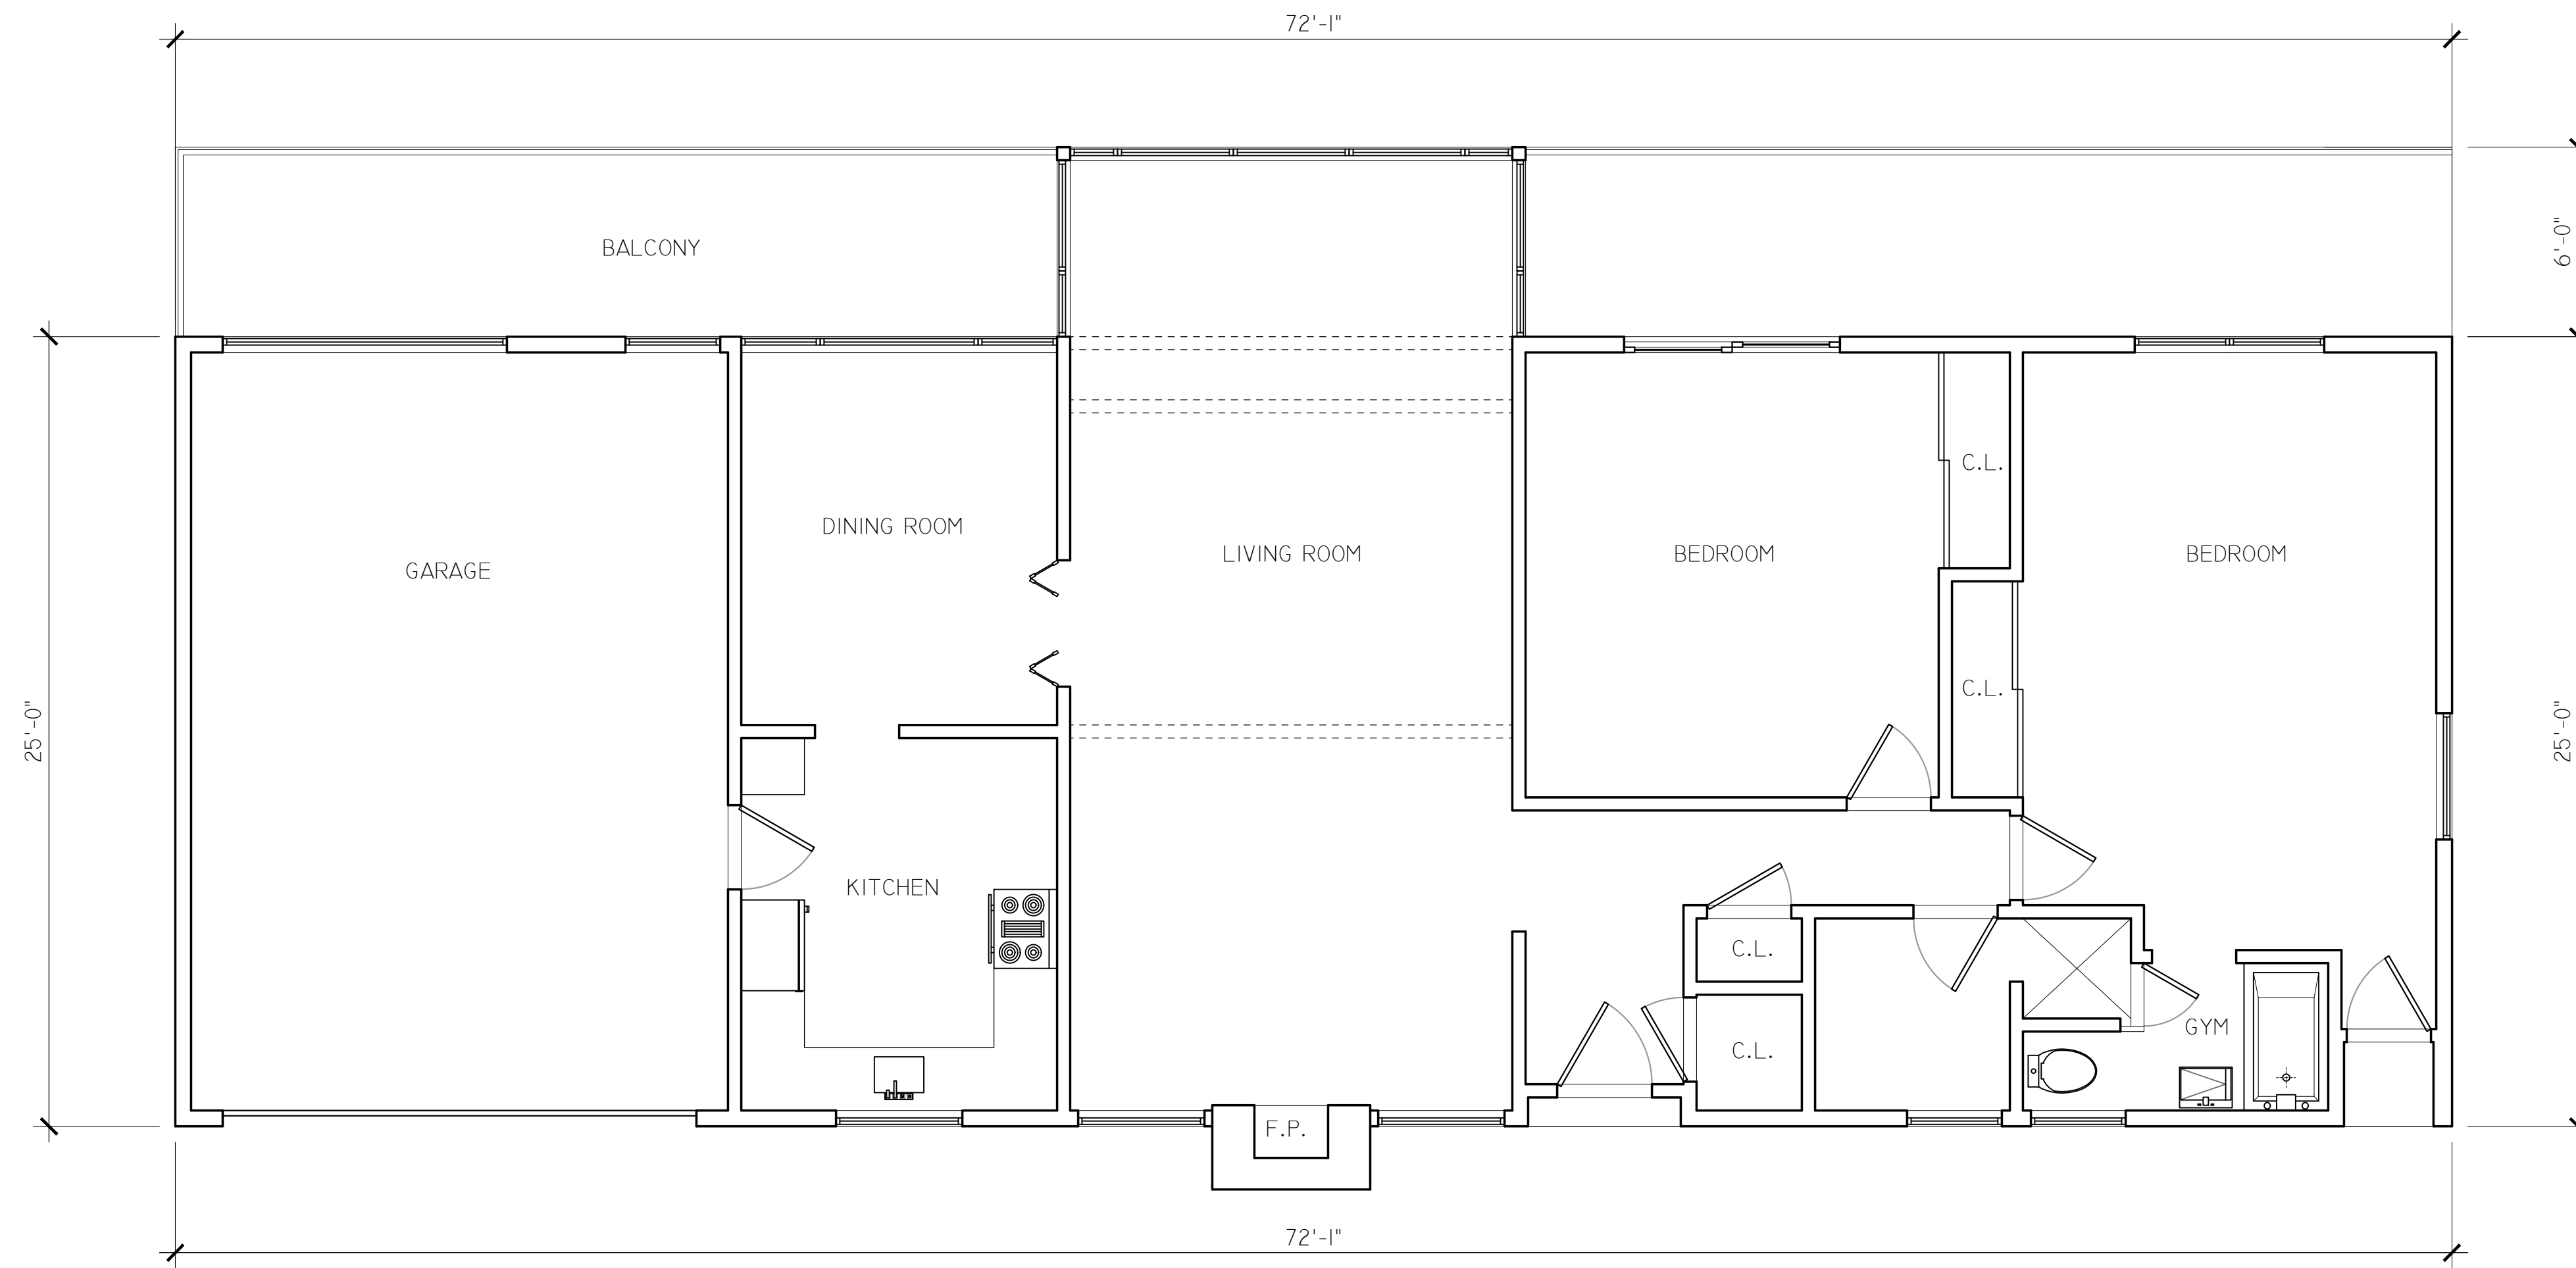 72'-1"
BALCONY
6'-0"
C.L.
DINING ROOM
LIVING ROOM
BEDROOM
BEDROOM
GARAGE
C.L.
25'-0"
25'-0"
KITCHEN
C.L.
GYM
C.L.
F.P.
72'-1"